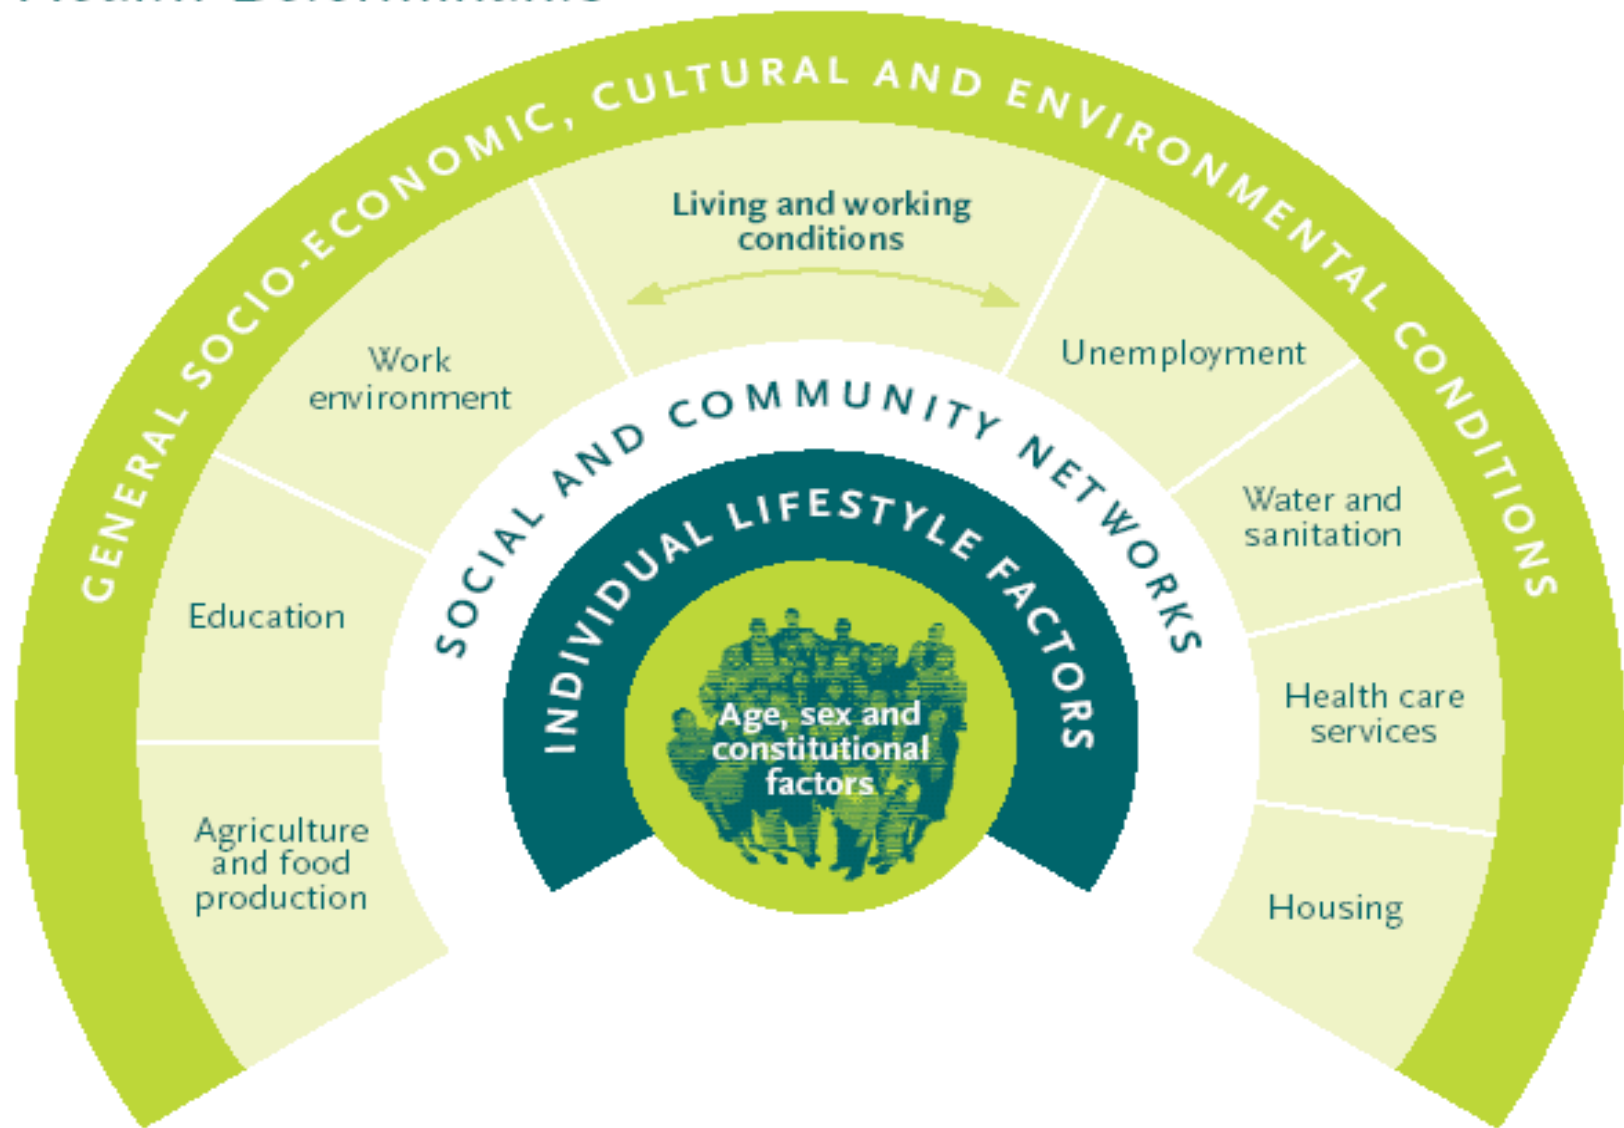 GENERAL SOCIO-ECONOMIC, CULTURAL AND ENVIRONMENTAL CONDITIONS
Living and working
conditions
Work
environment
Unemployment
Education
Water and
sanitation
Agriculture
and food
production
Health care
services
Housing
SOCIAL AND COMMUNITY NETWORKS
INDIVIDUAL LIFESTYLE FACTORS
Age, sex and
constitutional
factors